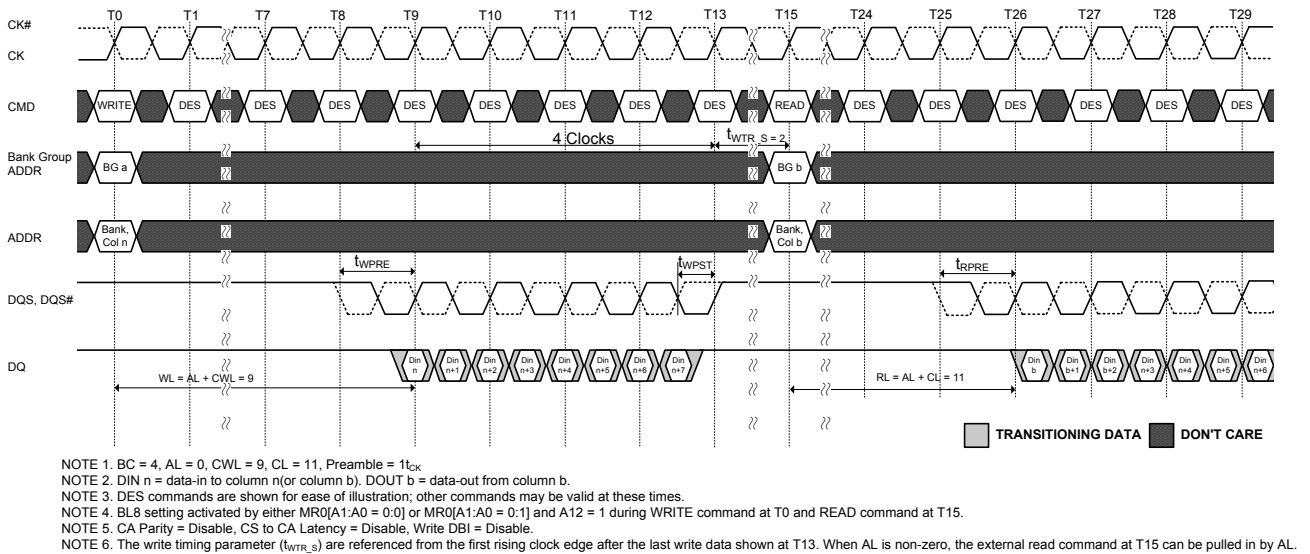 CK#
CK
T0 T1 T7 T8 T9 T10 T11 T12 T13 T15 T24 T25 T26 T27 T28 T29
CMD WRITE DES DES DES DES DES DES DES DES READ DES DES DES DES DES DES
4 Clocks tWTR_S = 2
Bank Group
ADDR
BG a BG b
ADDR
Bank,
Col n
Bank,
Col b
tWPRE tWPST tRPRE
DQS, DQS#
DQ
Din
n
Din
n+1
Din
n+2
Din
n+3
Din
n+4
Din
n+5
Din
n+6
Din
n+7
Din
b
Din
b+1
Din
b+2
Din
n+3
Din
n+4
Din
n+5
Din
n+6
WL = AL + CWL = 9 RL = AL + CL = 11
TRANSITIONING DATA DON'T CARE
NOTE 1. BC = 4, AL = 0, CWL = 9, CL = 11, Preamble = 1tCK
NOTE 2. DIN n = data-in to column n(or column b). DOUT b = data-out from column b.
NOTE 3. DES commands are shown for ease of illustration; other commands may be valid at these times.
NOTE 4. BL8 setting activated by either MR0[A1:A0 = 0:0] or MR0[A1:A0 = 0:1] and A12 = 1 during WRITE command at T0 and READ command at T15.
NOTE 5. CA Parity = Disable, CS to CA Latency = Disable, Write DBI = Disable.
NOTE 6. The write timing parameter (tWTR_S) are referenced from the first rising clock edge after the last write data shown at T13. When AL is non-zero, the external read command at T15 can be pulled in by AL.